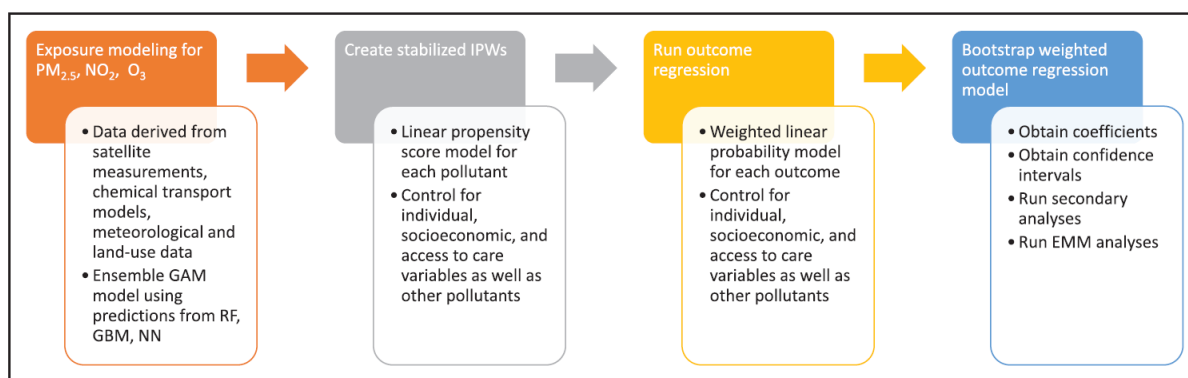 Exposure modeling for
PM2.5, NO2, O3
• Data derived from
satellite
measurements,
chemical transport
models,
meteorological and
land-use data
• Ensemble GAM
model using
predictions from RF,
GBM, NN
Create stabilized IPWs
• Linear propensity
score model for
each pollutant
• Control for
individual,
socioeconomic, and
access to care
variables as well as
other pollutants
Run outcome
regression
• Weighted linear
probability model
for each outcome
• Control for
individual,
socioeconomic, and
access to care
variables as well as
other pollutants
Bootstrap weighted
outcome regression
model
• Obtain coefficients
• Obtain confidence
intervals
• Run secondary
analyses
• Run EMM analyses